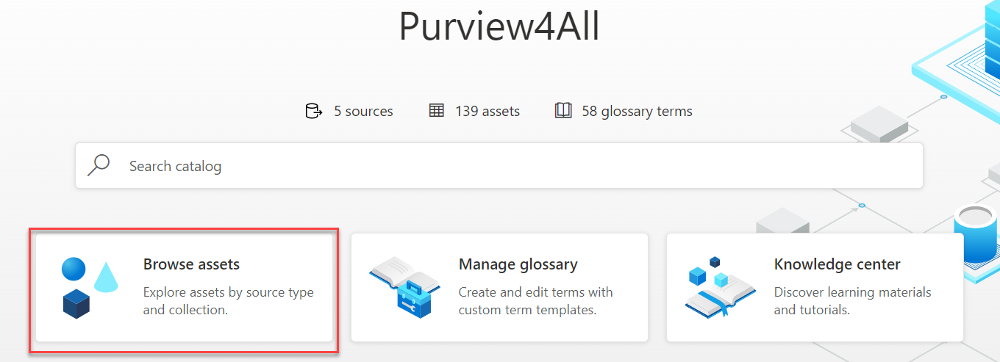 Purview4All
5 sources 139 assets 58 glossary terms
Search catalog
Browse assets
Explore assets by source type
and collection.
Manage glossary
Create and edit terms with
custom term templates.
Knowledge center
Discover learning materials
and tutorials.